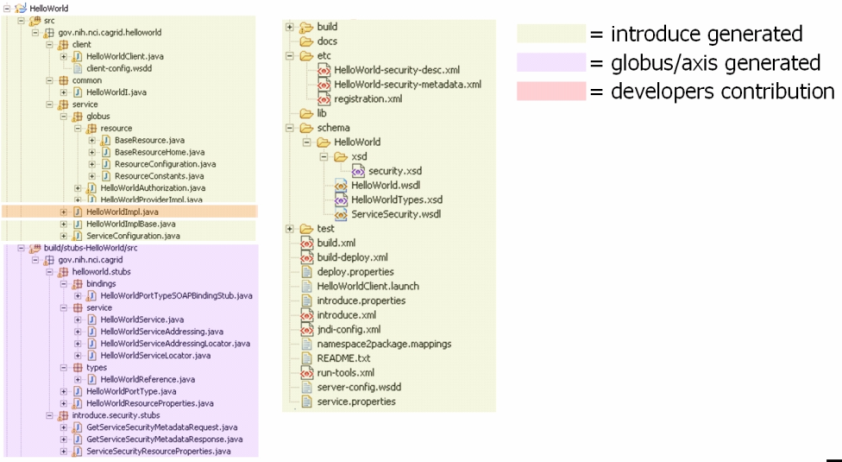 HelloWorld
src
gov.nih.nci.cagrid.helloworld
client
HelloWorldClient.java
client-config.wsdd
common
HelloWorldI.java
service
globus
resource
BaseResource.java
BaseResourceHome.java
ResourceConfiguration.java
ResourceConstants.java
HelloWorldAuthorization.java
HelloWorldProviderImpl.java
HelloWorldImpl.java
HelloWorldImplBase.java
ServiceConfiguration.java
build/stubs-HelloWorld/src
gov.nih.nci.cagrid
helloworld.stubs
bindings
HelloWorldPortTypeSOAPBindingStub.java
service
HelloWorldService.java
HelloWorldServiceAddressing.java
HelloWorldServiceAddressingLocator.java
HelloWorldServiceLocator.java
types
HelloWorldReference.java
HelloWorldPortType.java
HelloWorldResourceProperties.java
introduce.security.stubs
GetServiceSecurityMetadataRequest.java
GetServiceSecurityMetadataResponse.java
ServiceSecurityResourceProperties.java
build
docs
etc
HelloWorld-security-desc.xml
HelloWorld-security-metadata.xml
registration.xml
lib
schema
HelloWorld
xsd
security.xsd
HelloWorld.wsdl
HelloWorldTypes.xsd
ServiceSecurity.wsdl
test
build.xml
build-deploy.xml
deploy.properties
HelloWorldClient.launch
introduce.properties
introduce.xml
jndi-config.xml
namespace2package.mappings
README.txt
run-tools.xml
server-config.wsdd
service.properties
= introduce generated
= globus/axis generated
= developers contribution